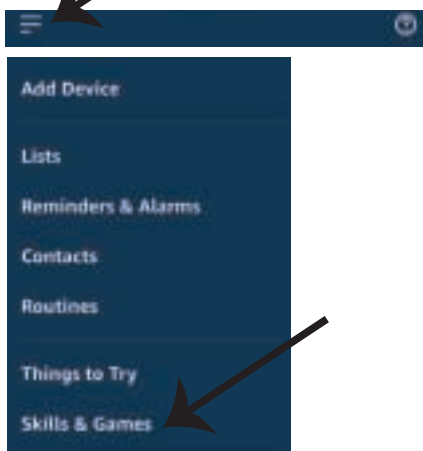 Add Device
Lists
Reminders & Alarms
Contacts
Routines
Things to Try
Skills & Games